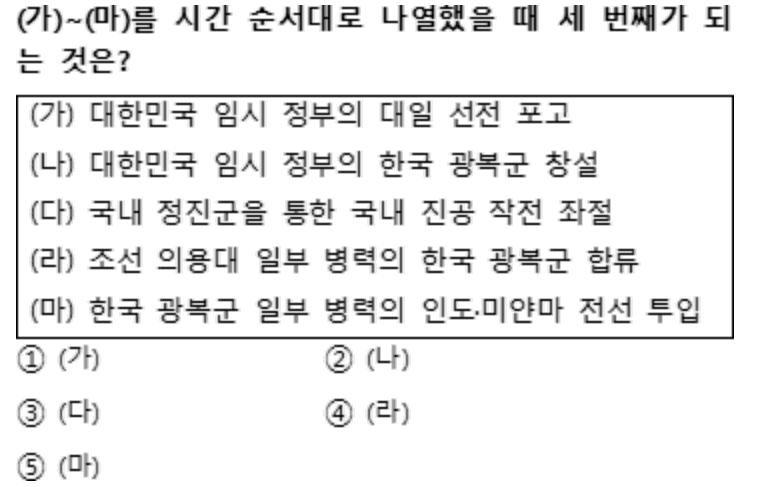 (가)~(마)를 시간 순서대로 나열했을 때 세 번째가 되
는 것은?
(가) 대한민국 임시 정부의 대일 선전 포고
(나) 대한민국 임시 정부의 한국 광복군 창설
(다) 국내 정진군을 통한 국내 진공 작전 좌절
(라) 조선 의용대 일부 병력의 한국 광복군 합류
(마) 한국 광복군 일부 병력의 인도·미얀마 전선 투입
① (가) ② (나)
③ (다) ④ (라)
⑤ (마)